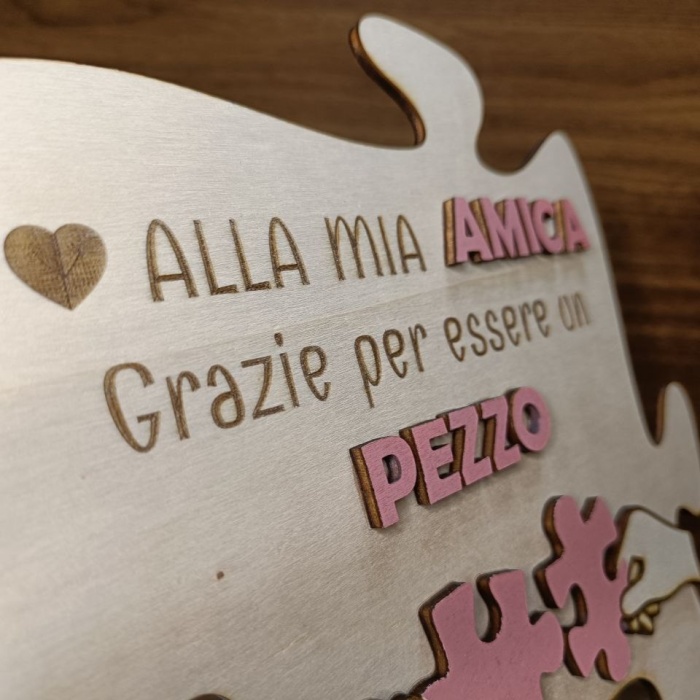 ALLA MIA AMICA
Grazie per essere un
PEZZO